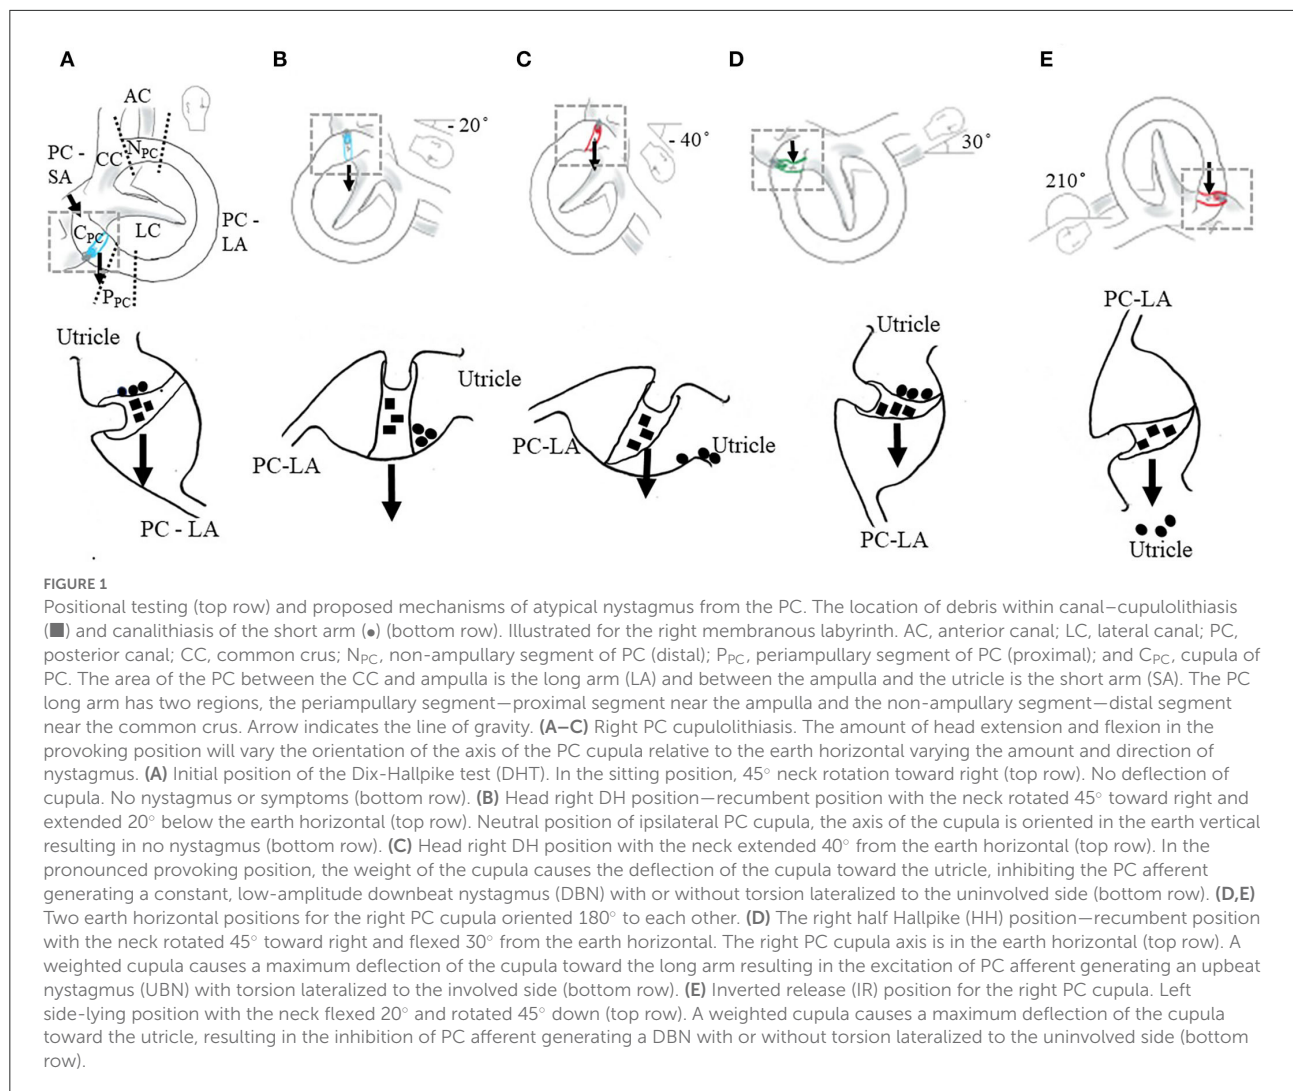 A B C D E
AC
- 20°
- 40°
30°
PC -
SA
CC
N_PC
210°
PC -
LA
C_PC
LC
P_PC
PC-LA
Utricle
Utricle
Utricle
PC-LA
PC-LA
Utricle
PC - LA
PC-LA
Utricle
FIGURE 1
Positional testing (top row) and proposed mechanisms of atypical nystagmus from the PC. The location of debris within canal–cupulolithiasis
(■) and canalithiasis of the short arm (●) (bottom row). Illustrated for the right membranous labyrinth. AC, anterior canal; LC, lateral canal; PC,
posterior canal; CC, common crus; N_PC, non-ampullary segment of PC (distal); P_PC, periampullary segment of PC (proximal); and C_PC, cupula of
PC. The area of the PC between the CC and ampulla is the long arm (LA) and between the ampulla and the utricle is the short arm (SA). The PC
long arm has two regions, the periampullary segment—proximal segment near the ampulla and the non-ampullary segment—distal segment
near the common crus. Arrow indicates the line of gravity. (A–C) Right PC cupulolithiasis. The amount of head extension and flexion in the
provoking position will vary the orientation of the axis of the PC cupula relative to the earth horizontal varying the amount and direction of
nystagmus. (A) Initial position of the Dix-Hallpike test (DHT). In the sitting position, 45° neck rotation toward right (top row). No deflection of
cupula. No nystagmus or symptoms (bottom row). (B) Head right DH position—recumbent position with the neck rotated 45° toward right and
extended 20° below the earth horizontal (top row). Neutral position of ipsilateral PC cupula, the axis of the cupula is oriented in the earth vertical
resulting in no nystagmus (bottom row). (C) Head right DH position with the neck extended 40° from the earth horizontal (top row). In the
pronounced provoking position, the weight of the cupula causes the deflection of the cupula toward the utricle, inhibiting the PC afferent
generating a constant, low-amplitude downbeat nystagmus (DBN) with or without torsion lateralized to the uninvolved side (bottom row). (D,E)
Two earth horizontal positions for the right PC cupula oriented 180° to each other. (D) The right half Hallpike (HH) position—recumbent position
with the neck rotated 45° toward right and flexed 30° from the earth horizontal. The right PC cupula axis is in the earth horizontal (top row). A
weighted cupula causes a maximum deflection of the cupula toward the long arm resulting in the excitation of PC afferent generating an upbeat
nystagmus (UBN) with torsion lateralized to the involved side (bottom row). (E) Inverted release (IR) position for the right PC cupula. Left
side-lying position with the neck flexed 20° and rotated 45° down (top row). A weighted cupula causes a maximum deflection of the cupula
toward the utricle, resulting in the inhibition of PC afferent generating a DBN with or without torsion lateralized to the uninvolved side (bottom
row).